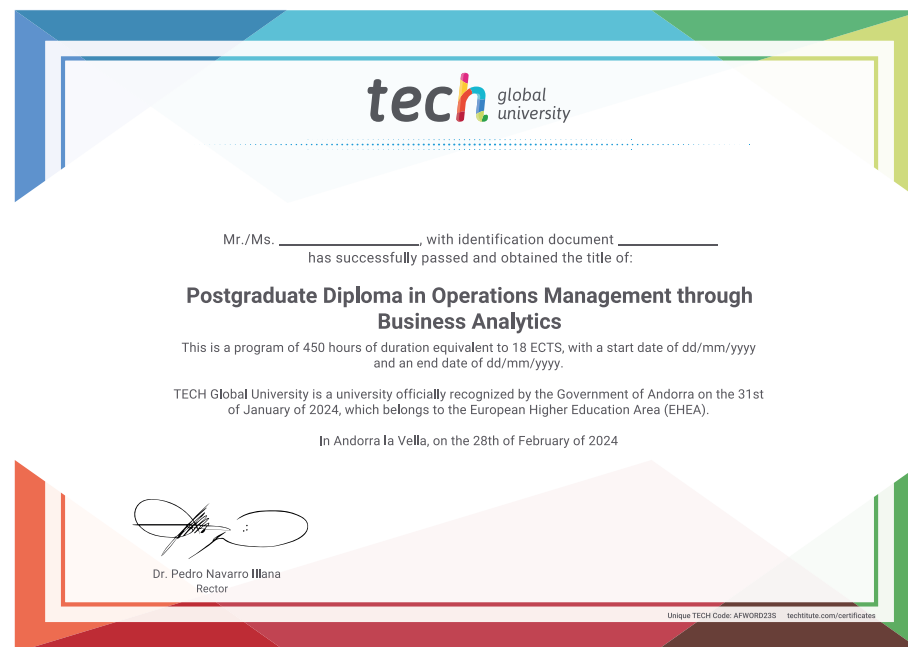 tech global
university
Mr./Ms. ____________________, with identification document ______________
has successfully passed and obtained the title of:
Postgraduate Diploma in Operations Management through
Business Analytics
This is a program of 450 hours of duration equivalent to 18 ECTS, with a start date of dd/mm/yyyy
and an end date of dd/mm/yyyy.
TECH Global University is a university officially recognized by the Government of Andorra on the 31st
of January of 2024, which belongs to the European Higher Education Area (EHEA).
In Andorra la Vella, on the 28th of February of 2024
Dr. Pedro Navarro Illana
Rector
Unique TECH Code: AFWORD23S techtitute.com/certificates